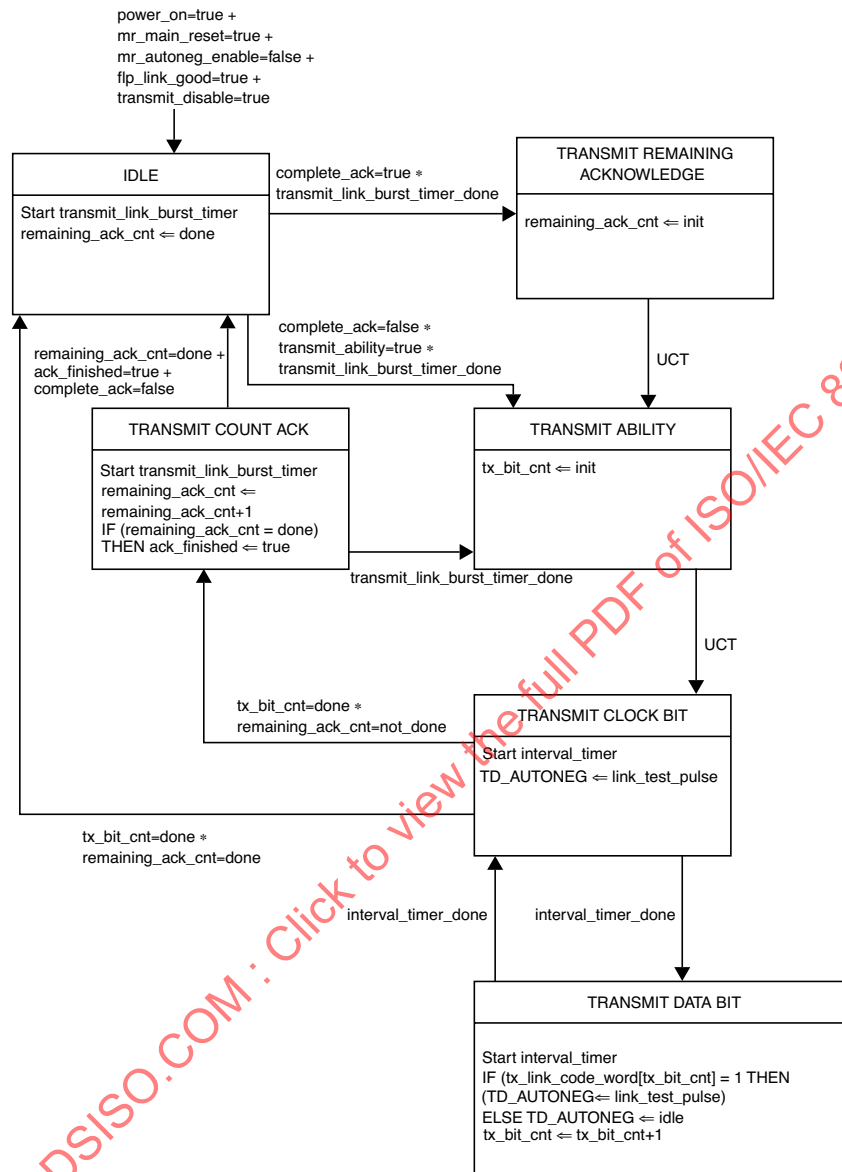 power_on=true +
mr_main_reset=true +
mr_autoneg_enable=false +
flp_link_good=true +
transmit_disable=true
IDLE
Start transmit_link_burst_timer
remaining_ack_cnt ⇐ done
complete_ack=true *
transmit_link_burst_timer_done
TRANSMIT REMAINING
ACKNOWLEDGE
remaining_ack_cnt ⇐ init
UCT
complete_ack=false *
transmit_ability=true *
transmit_link_burst_timer_done
remaining_ack_cnt=done +
ack_finished=true +
complete_ack=false
TRANSMIT COUNT ACK
Start transmit_link_burst_timer
remaining_ack_cnt ⇐
remaining_ack_cnt+1
IF (remaining_ack_cnt = done)
THEN ack_finished ⇐ true
transmit_link_burst_timer_done
TRANSMIT ABILITY
tx_bit_cnt ⇐ init
UCT
tx_bit_cnt=done *
remaining_ack_cnt=not_done
TRANSMIT CLOCK BIT
Start interval_timer
TD_AUTONEG ⇐ link_test_pulse
tx_bit_cnt=done *
remaining_ack_cnt=done
interval_timer_done
interval_timer_done
TRANSMIT DATA BIT
Start interval_timer
IF (tx_link_code_word[tx_bit_cnt] = 1 THEN
(TD_AUTONEG⇐ link_test_pulse)
ELSE TD_AUTONEG ⇐ idle
tx_bit_cnt ⇐ tx_bit_cnt+1
DSISO.COM : Click to view the full PDF of ISO/IEC 8